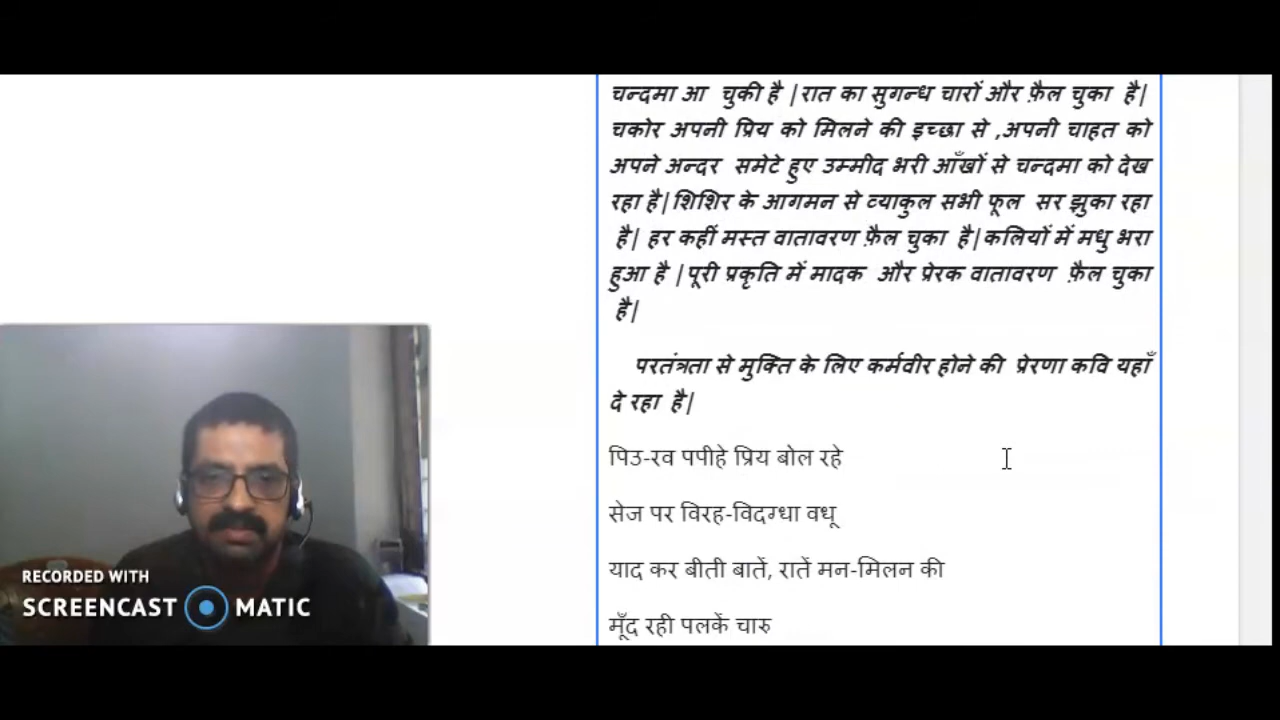 चन्दमा आ चुकी है |रात का सुगन्ध चारों और फ़ैल चुका है|
चकोर अपनी प्रिय को मिलने की इच्छा से ,अपनी चाहत को
अपने अन्दर समेटे हुए उम्मीद भरी आँखों से चन्दमा को देख
रहा है|शिशिर के आगमन से व्याकुल सभी फूल सर झुका रहा
है| हर कहीं मस्त वातावरण फ़ैल चुका है|कलियों में मधु भरा
हुआ है |पूरी प्रकृति में मादक और प्रेरक वातावरण फ़ैल चुका
है|
परतंत्रता से मुक्ति के लिए कर्मवीर होने की प्रेरणा कवि यहाँ
दे रहा है|
पिउ-रव पपीहे प्रिय बोल रहे
सेज पर विरह-विदग्धा वधू
याद कर बीती बातें, रातें मन-मिलन की
मूँद रही पलकें चारु
RECORDED WITH
SCREENCAST MATIC